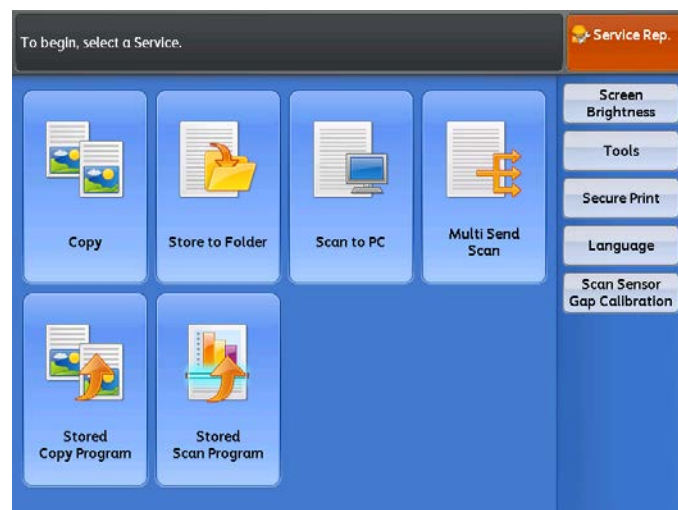 To begin, select a Service.
Service Rep.
Screen
Brightness
Tools
Secure Print
Language
Scan Sensor
Gap Calibration
Copy
Store to Folder
Scan to PC
Multi Send
Scan
Stored
Copy Program
Stored
Scan Program